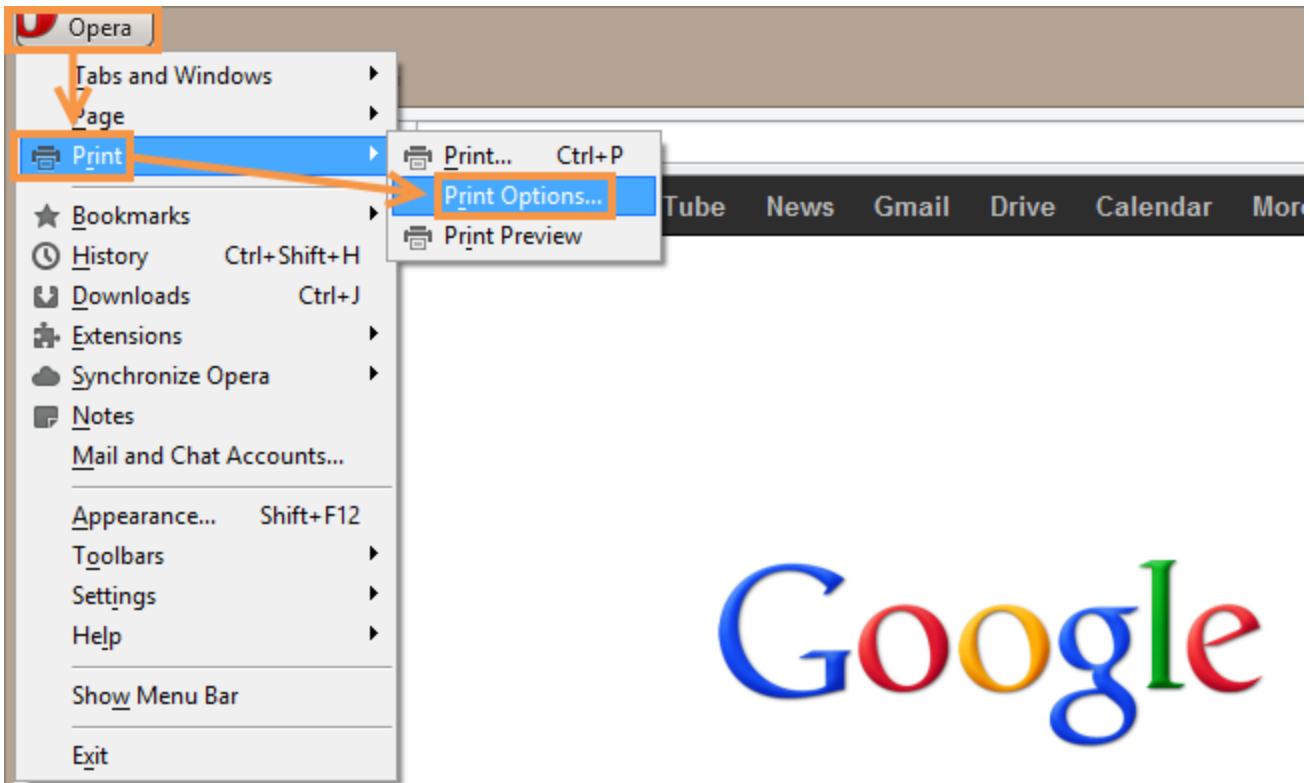 Opera
Tabs and Windows
Page
Print
Print... Ctrl+P
Print Options...
Print Preview
Tube News Gmail Drive Calendar More
Bookmarks
History Ctrl+Shift+H
Downloads Ctrl+J
Extensions
Synchronize Opera
Notes
Mail and Chat Accounts...
Appearance... Shift+F12
Toolbars
Settings
Help
Show Menu Bar
Exit
Google